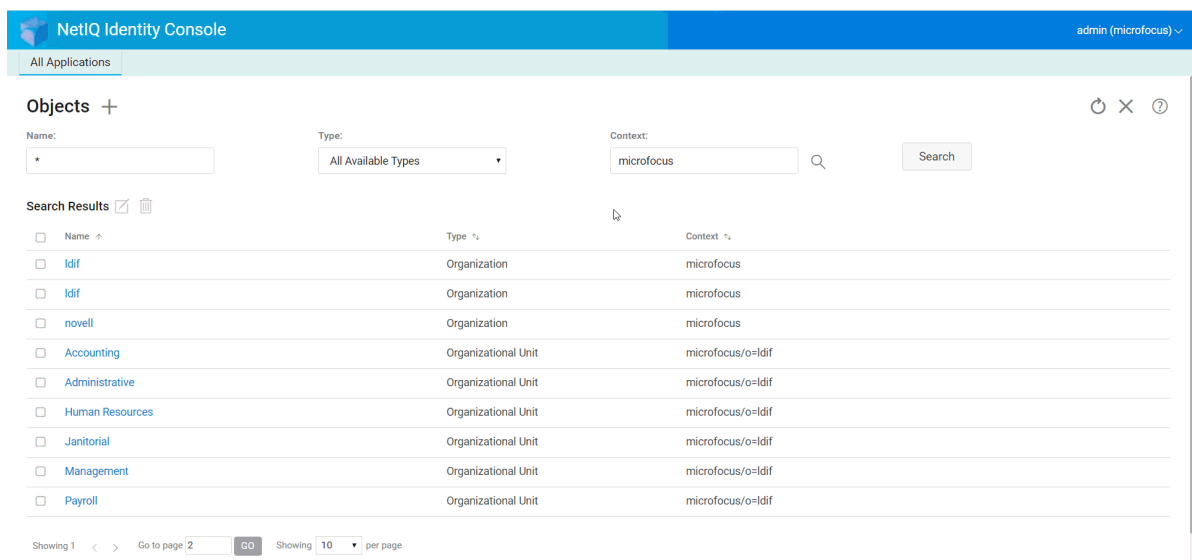 NetIQ Identity Console
admin (microfocus)
All Applications
Objects
Name:
Type:
Context:
*
All Available Types
microfocus
Search
Search Results
Name Type Context
ldif Organization microfocus
ldif Organization microfocus
novell Organization microfocus
Accounting Organizational Unit microfocus/o=ldif
Administrative Organizational Unit microfocus/o=ldif
Human Resources Organizational Unit microfocus/o=ldif
Janitorial Organizational Unit microfocus/o=ldif
Management Organizational Unit microfocus/o=ldif
Payroll Organizational Unit microfocus/o=ldif
Showing 1 Go to page 2 GO Showing 10 per page